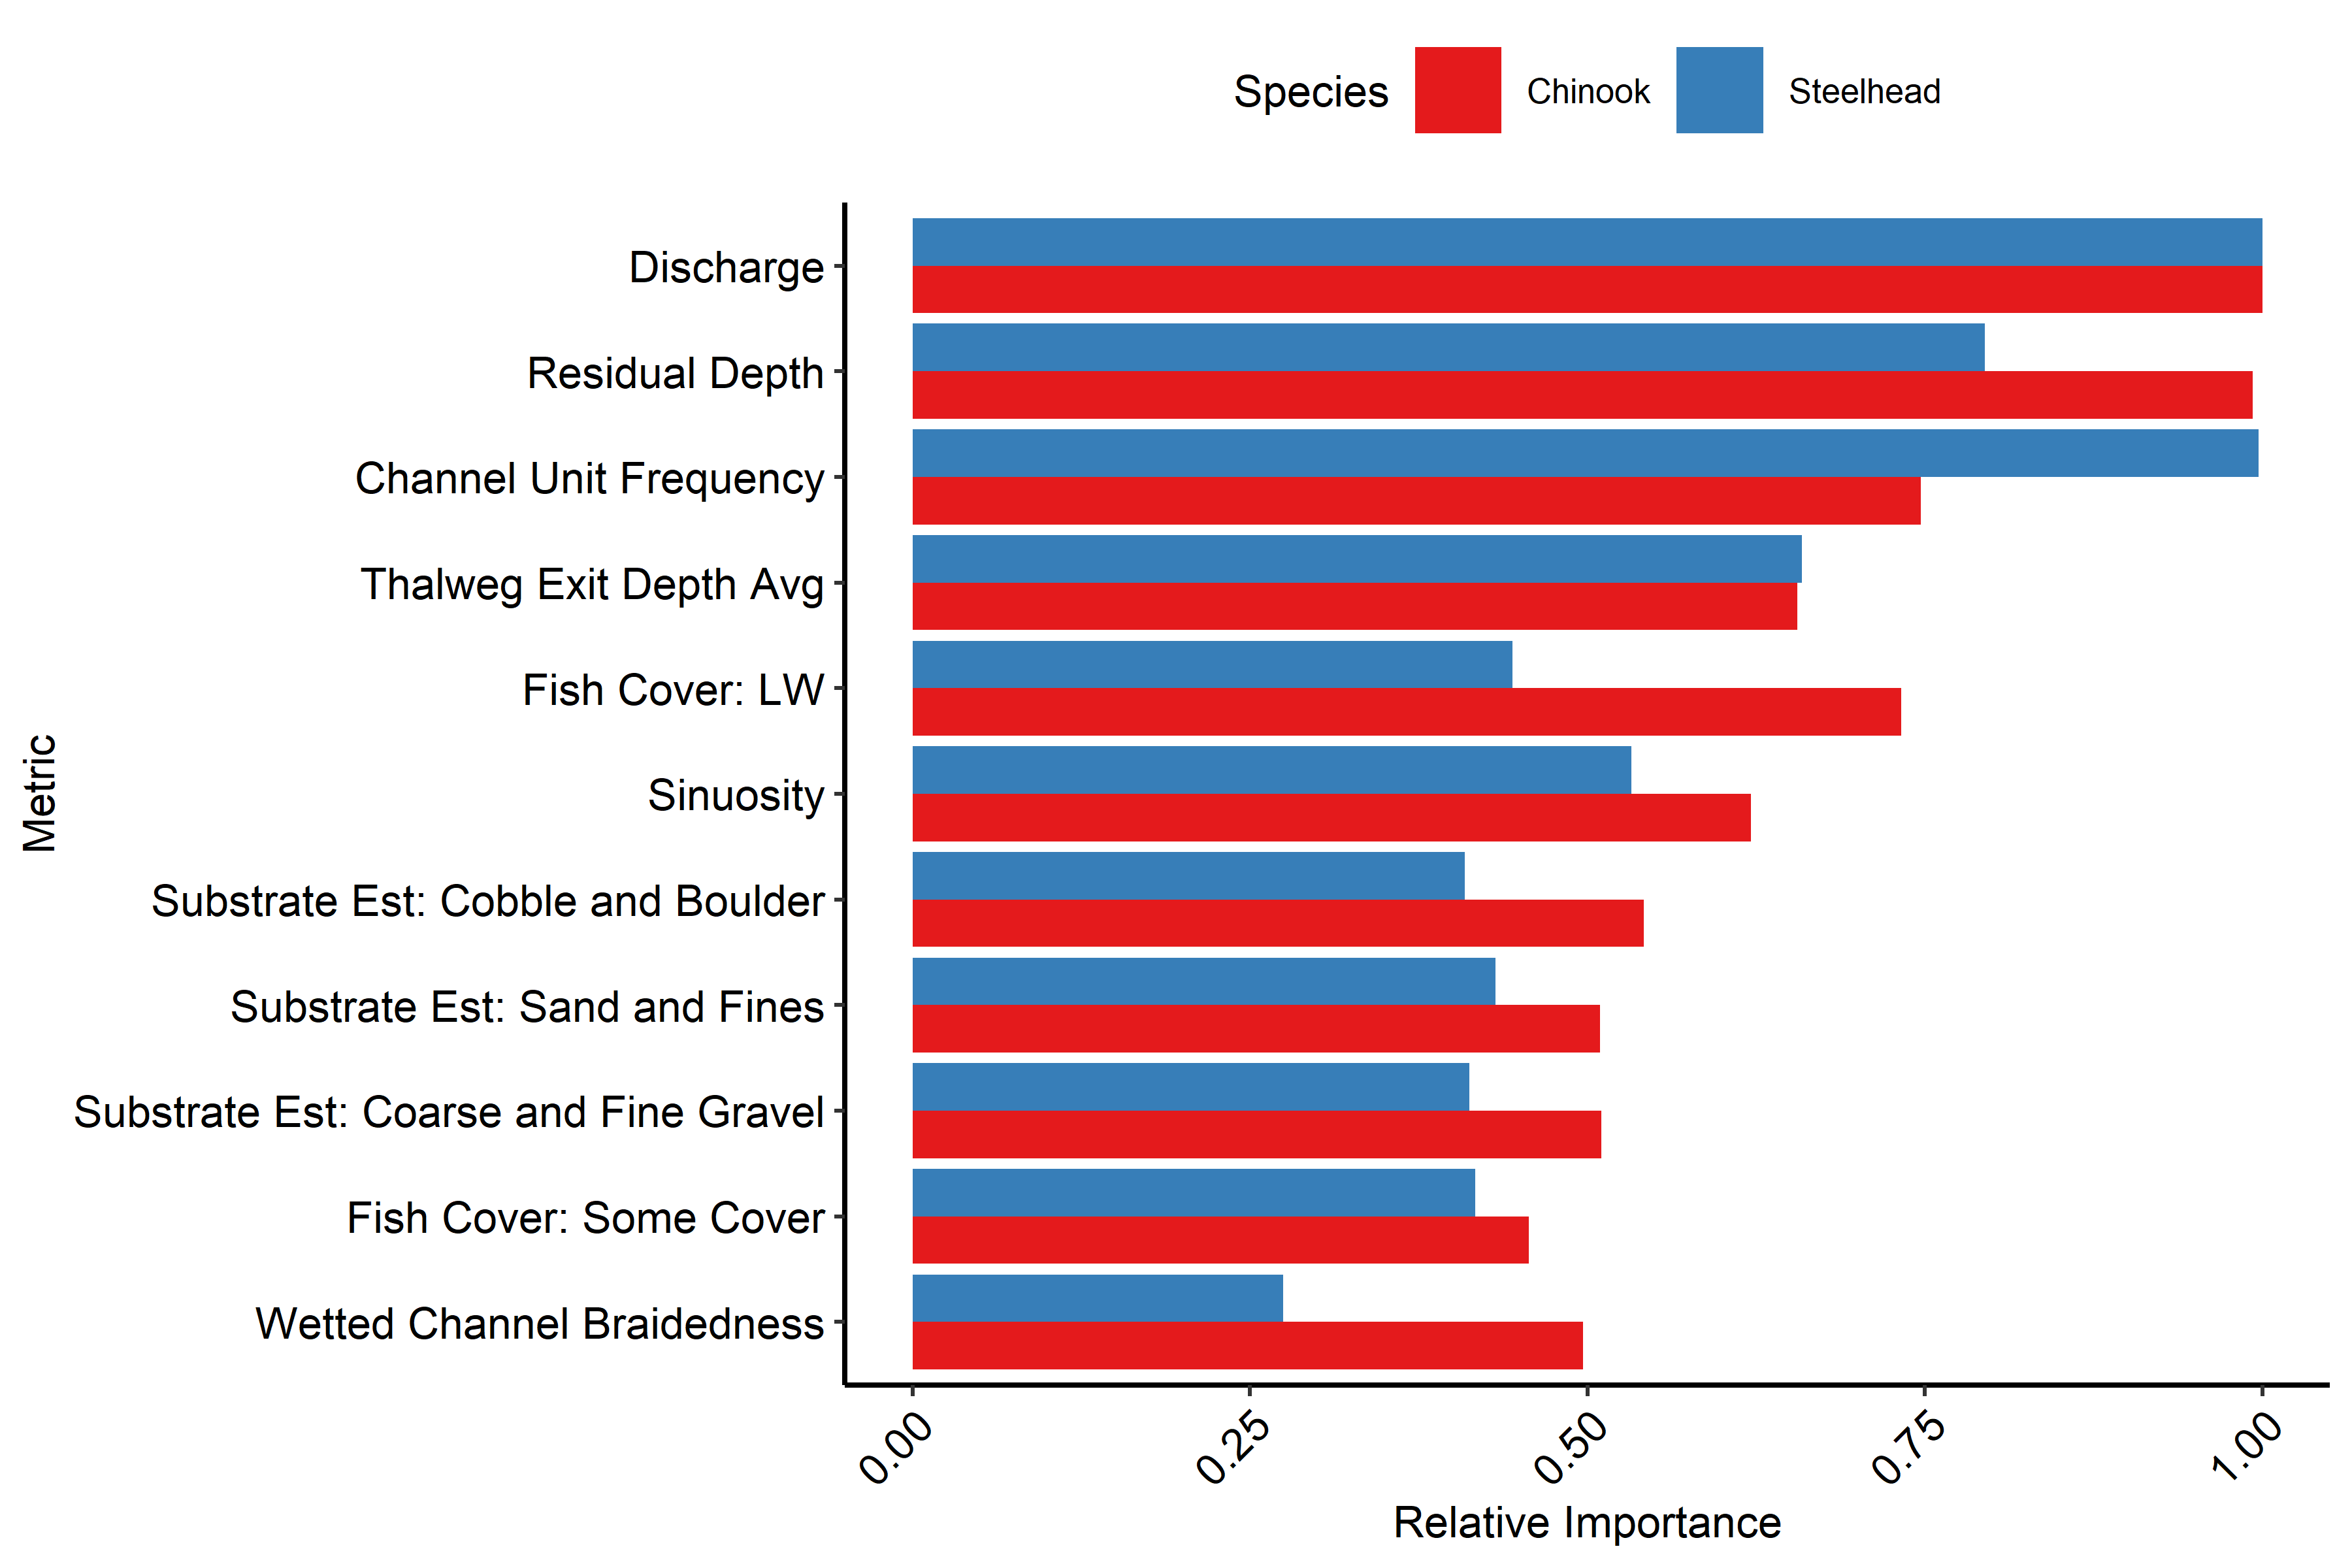 Species Chinook Steelhead
Discharge
Residual Depth
Channel Unit Frequency
Thalweg Exit Depth Avg
Fish Cover: LW
Sinuosity
Substrate Est: Cobble and Boulder
Substrate Est: Sand and Fines
Substrate Est: Coarse and Fine Gravel
Fish Cover: Some Cover
Wetted Channel Braidedness
Metric
0.00 0.25 0.50 0.75 1.00
Relative Importance